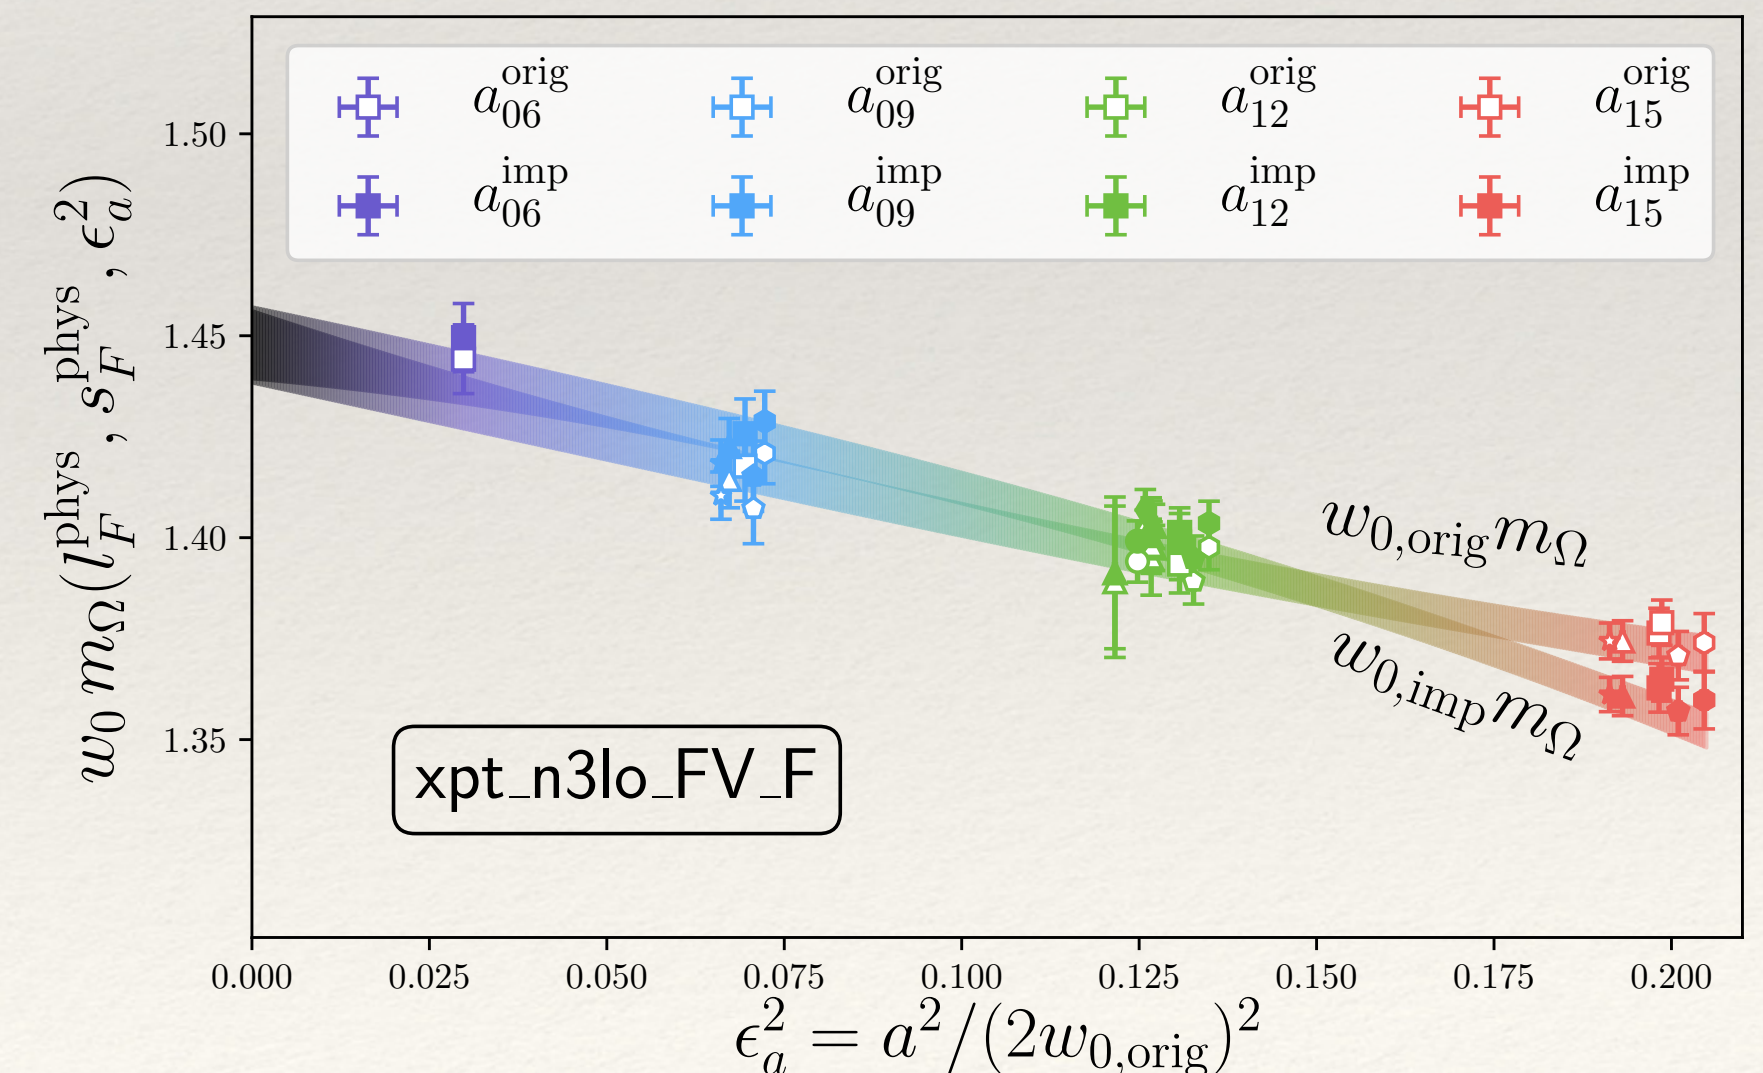 a_{06}^{orig} a_{09}^{orig} a_{12}^{orig} a_{15}^{orig}
a_{06}^{imp} a_{09}^{imp} a_{12}^{imp} a_{15}^{imp}
w_0 m_Ω(l_F^{phys}, s_F^{phys}, ϵ_a^2)
1.50
1.45
1.40
1.35
w_{0,orig}m_Ω
w_{0,imp}m_Ω
xpt_n3lo_FV_F
0.000 0.025 0.050 0.075 0.100 0.125 0.150 0.175 0.200
ϵ_a^2 = a^2/(2w_{0,orig})^2